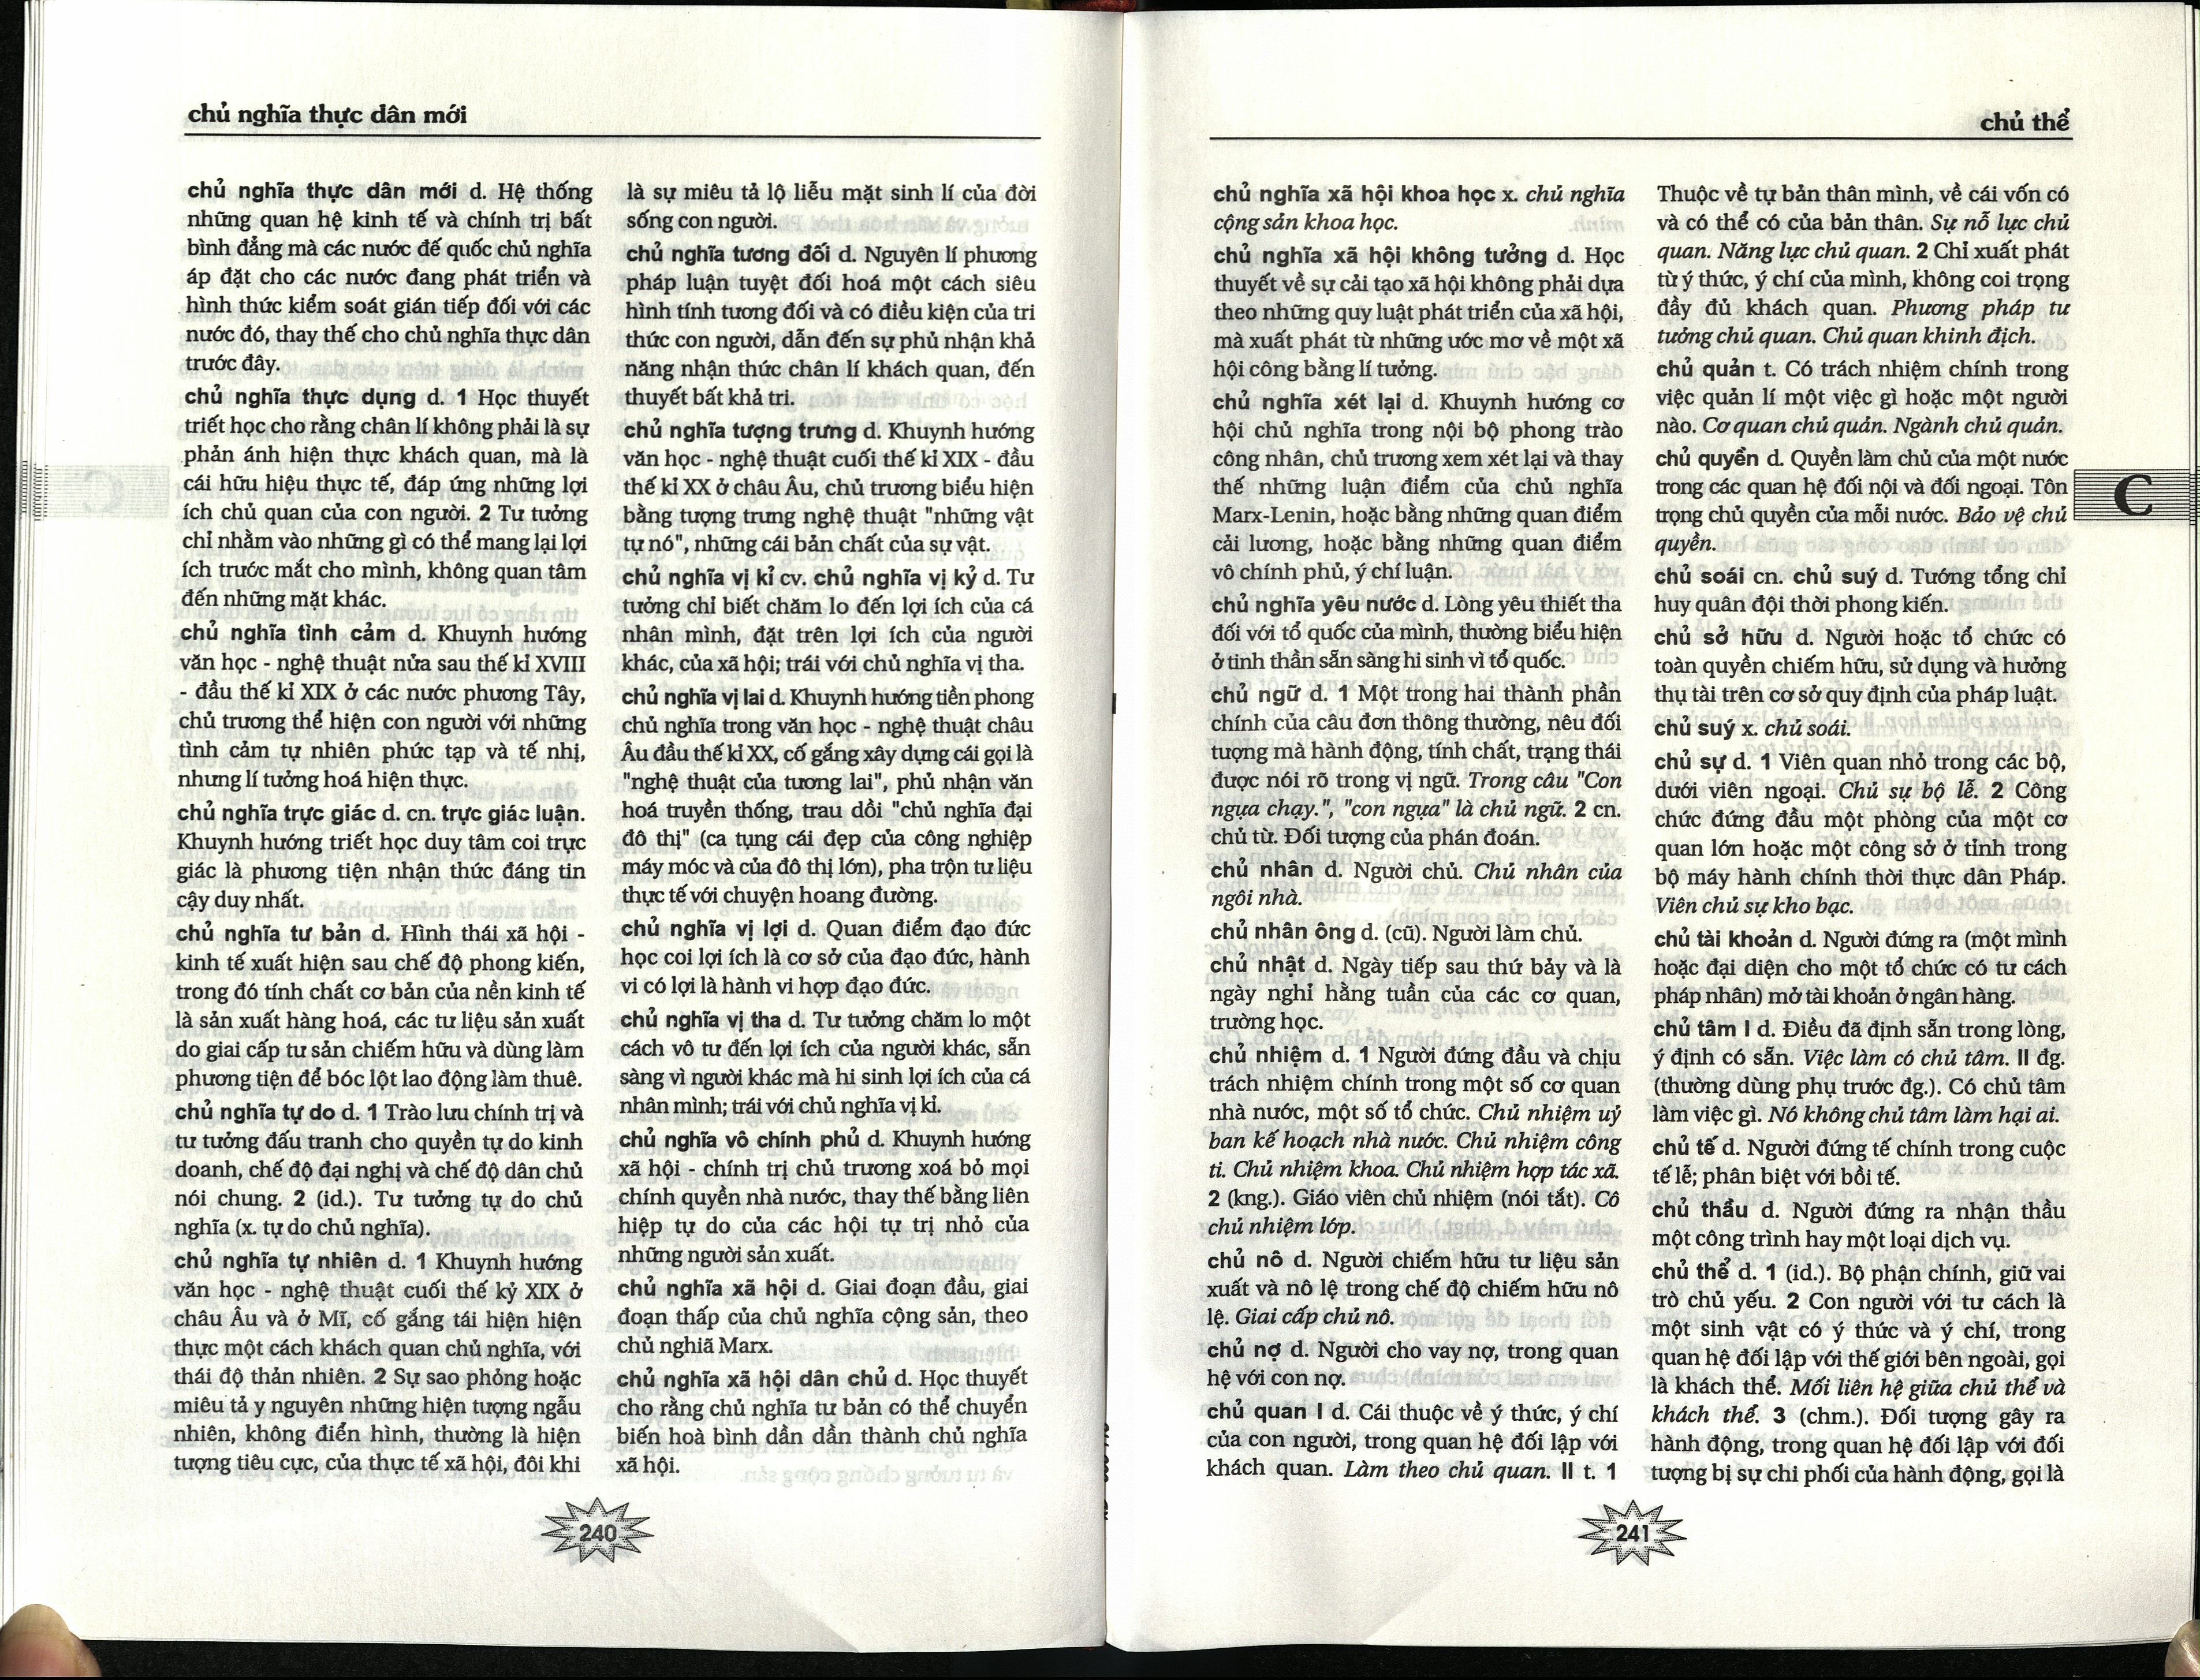 chủ nghĩa thực dân mới
chủ nghĩa thực dân mới d. Hệ thống
những quan hệ kinh tế và chính trị bất
bình đẳng mà các nước đế quốc chủ nghĩa
áp đặt cho các nước đang phát triển và
hình thức kiểm soát gián tiếp đối với các
nước đó, thay thế cho chủ nghĩa thực dân
trước đây.
chủ nghĩa thực dụng d. 1 Học thuyết
triết học cho rằng chân lí không phải là sự
phản ánh hiện thực khách quan, mà là
cái hữu hiệu thực tế, đáp ứng những lợi
ích chủ quan của con người. 2 Tư tưởng
chỉ nhằm vào những gì có thể mang lại lợi
ích trước mắt cho mình, không quan tâm
đến những mặt khác.
chủ nghĩa tình cảm d. Khuynh hướng
văn học - nghệ thuật nửa sau thế kỉ XVIII
- đầu thế kỉ XIX ở các nước phương Tây,
chủ trương thể hiện con người với những
tình cảm tự nhiên phức tạp và tế nhị,
nhưng lí tưởng hoá hiện thực.
chủ nghĩa trực giác d. cn. trực giác luận.
Khuynh hướng triết học duy tâm coi trực
giác là phương tiện nhận thức đáng tin
cậy duy nhất.
chủ nghĩa tư bản d. Hình thái xã hội -
kinh tế xuất hiện sau chế độ phong kiến,
trong đó tính chất cơ bản của nền kinh tế
là sản xuất hàng hoá, các tư liệu sản xuất
do giai cấp tư sản chiếm hữu và dùng làm
phương tiện để bóc lột lao động làm thuê.
chủ nghĩa tự do d. 1 Trào lưu chính trị và
tư tưởng đấu tranh cho quyền tự do kinh
doanh, chế độ đại nghị và chế độ dân chủ
nói chung. 2 (id.). Tư tưởng tự do chủ
nghĩa (x. tự do chủ nghĩa).
chủ nghĩa tự nhiên d. 1 Khuynh hướng
văn học - nghệ thuật cuối thế kỷ XIX ở
châu Âu và ở Mĩ, cố gắng tái hiện hiện
thực một cách khách quan chủ nghĩa, với
thái độ thản nhiên. 2 Sự sao phỏng hoặc
miêu tả y nguyên những hiện tượng ngẫu
nhiên, không điển hình, thường là hiện
tượng tiêu cực, của thực tế xã hội, đôi khi
là sự miêu tả lộ liễu mặt sinh lí của đời
sống con người.
chủ nghĩa tương đối d. Nguyên lí phương
pháp luận tuyệt đối hoá một cách siêu
hình tính tương đối và có điều kiện của tri
thức con người, dẫn đến sự phủ nhận khả
năng nhận thức chân lí khách quan, đến
thuyết bất khả tri.
chủ nghĩa tượng trưng d. Khuynh hướng
văn học - nghệ thuật cuối thế kỉ XIX - đầu
thế kỉ XX ở châu Âu, chủ trương biểu hiện
bằng tượng trưng nghệ thuật "những vật
tự nó", những cái bản chất của sự vật.
chủ nghĩa vị kỉ cv. chủ nghĩa vị kỷ d. Tư
tưởng chỉ biết chăm lo đến lợi ích của cá
nhân mình, đặt trên lợi ích của người
khác, của xã hội; trái với chủ nghĩa vị tha.
chủ nghĩa vị lai d. Khuynh hướng tiền phong
chủ nghĩa trong văn học - nghệ thuật châu
Âu đầu thế kỉ XX, cố gắng xây dựng cái gọi là
"nghệ thuật của tương lai", phủ nhận văn
hoá truyền thống, trau dồi "chủ nghĩa đại
đô thị" (ca tụng cái đẹp của công nghiệp
máy móc và của đô thị lớn), pha trộn tư liệu
thực tế với chuyện hoang đường.
chủ nghĩa vị lợi d. Quan điểm đạo đức
học coi lợi ích là cơ sở của đạo đức, hành
vi có lợi là hành vi hợp đạo đức.
chủ nghĩa vị tha d. Tư tưởng chăm lo một
cách vô tư đến lợi ích của người khác, sẵn
sàng vì người khác mà hi sinh lợi ích của cá
nhân mình; trái với chủ nghĩa vị kỉ.
chủ nghĩa vô chính phủ d. Khuynh hướng
xã hội - chính trị chủ trương xoá bỏ mọi
chính quyền nhà nước, thay thế bằng liên
hiệp tự do của các hội tự trị nhỏ của
những người sản xuất.
chủ nghĩa xã hội d. Giai đoạn đầu, giai
đoạn thấp của chủ nghĩa cộng sản, theo
chủ nghiã Marx.
chủ nghĩa xã hội dân chủ d. Học thuyết
cho rằng chủ nghĩa tư bản có thể chuyển
biến hoà bình dần dần thành chủ nghĩa
xã hội.
240
chủ thể
chủ nghĩa xã hội khoa học x. chủ nghĩa
cộng sản khoa học.
chủ nghĩa xã hội không tưởng d. Học
thuyết về sự cải tạo xã hội không phải dựa
theo những quy luật phát triển của xã hội,
mà xuất phát từ những ước mơ về một xã
hội công bằng lí tưởng.
chủ nghĩa xét lại d. Khuynh hướng cơ
hội chủ nghĩa trong nội bộ phong trào
công nhân, chủ trương xem xét lại và thay
thế những luận điểm của chủ nghĩa
Marx-Lenin, hoặc bằng những quan điểm
cải lương, hoặc bằng những quan điểm
vô chính phủ, ý chí luận.
chủ nghĩa yêu nước d. Lòng yêu thiết tha
đối với tổ quốc của mình, thường biểu hiện
ở tinh thần sẵn sàng hi sinh vì tổ quốc.
chủ ngữ d. 1 Một trong hai thành phần
chính của câu đơn thông thường, nêu đối
tượng mà hành động, tính chất, trạng thái
được nói rõ trong vị ngữ. Trong câu "Con
ngựa chạy.", "con ngựa" là chủ ngữ. 2 cn.
chủ từ. Đối tượng của phán đoán.
chủ nhân d. Người chủ. Chủ nhân của
ngôi nhà.
chủ nhân ông d. (cũ). Người làm chủ.
chủ nhật d. Ngày tiếp sau thứ bảy và là
ngày nghỉ hằng tuần của các cơ quan,
trường học.
chủ nhiệm d. 1 Người đứng đầu và chịu
trách nhiệm chính trong một số cơ quan
nhà nước, một số tổ chức. Chủ nhiệm uỷ
ban kế hoạch nhà nước. Chủ nhiệm công
ti. Chủ nhiệm khoa. Chủ nhiệm hợp tác xã.
2 (kng.). Giáo viên chủ nhiệm (nói tắt). Cô
chủ nhiệm lớp.
chủ nô d. Người chiếm hữu tư liệu sản
xuất và nô lệ trong chế độ chiếm hữu nô
lệ. Giai cấp chủ nô.
chủ nợ d. Người cho vay nợ, trong quan
hệ với con nợ.
chủ quan I d. Cái thuộc về ý thức, ý chí
của con người, trong quan hệ đối lập với
khách quan. Làm theo chủ quan. II t. 1
Thuộc về tự bản thân mình, về cái vốn có
và có thể có của bản thân. Sự nỗ lực chủ
quan. Năng lực chủ quan. 2 Chỉ xuất phát
từ ý thức, ý chí của mình, không coi trọng
đầy đủ khách quan. Phương pháp tư
tưởng chủ quan. Chủ quan khinh địch.
chủ quản t. Có trách nhiệm chính trong
việc quản lí một việc gì hoặc một người
nào. Cơ quan chủ quản. Ngành chủ quản.
chủ quyền d. Quyền làm chủ của một nước
trong các quan hệ đối nội và đối ngoại. Tôn
trọng chủ quyền của mỗi nước. Bảo vệ chủ
quyền.
C
chủ soái cn. chủ suý d. Tướng tổng chỉ
huy quân đội thời phong kiến.
chủ sở hữu d. Người hoặc tổ chức có
toàn quyền chiếm hữu, sử dụng và hưởng
thụ tài trên cơ sở quy định của pháp luật.
chủ suý x. chủ soái.
chủ sự d. 1 Viên quan nhỏ trong các bộ,
dưới viên ngoại. Chủ sự bộ lễ. 2 Công
chức đứng đầu một phòng của một cơ
quan lớn hoặc một công sở ở tỉnh trong
bộ máy hành chính thời thực dân Pháp.
Viên chủ sự kho bạc.
chủ tài khoản d. Người đứng ra (một mình
hoặc đại diện cho một tổ chức có tư cách
pháp nhân) mở tài khoản ở ngân hàng.
chủ tâm I d. Điều đã định sẵn trong lòng,
ý định có sẵn. Việc làm có chủ tâm. II đg.
(thường dùng phụ trước đg.). Có chủ tâm
làm việc gì. Nó không chủ tâm làm hại ai.
chủ tế d. Người đứng tế chính trong cuộc
tế lễ; phân biệt với bồi tế.
chủ thầu d. Người đứng ra nhận thầu
một công trình hay một loại dịch vụ.
chủ thể d. 1 (id.). Bộ phận chính, giữ vai
trò chủ yếu. 2 Con người với tư cách là
một sinh vật có ý thức và ý chí, trong
quan hệ đối lập với thế giới bên ngoài, gọi
là khách thể. Mối liên hệ giữa chủ thể và
khách thể. 3 (chm.). Đối tượng gây ra
hành động, trong quan hệ đối lập với đối
tượng bị sự chi phối của hành động, gọi là
241